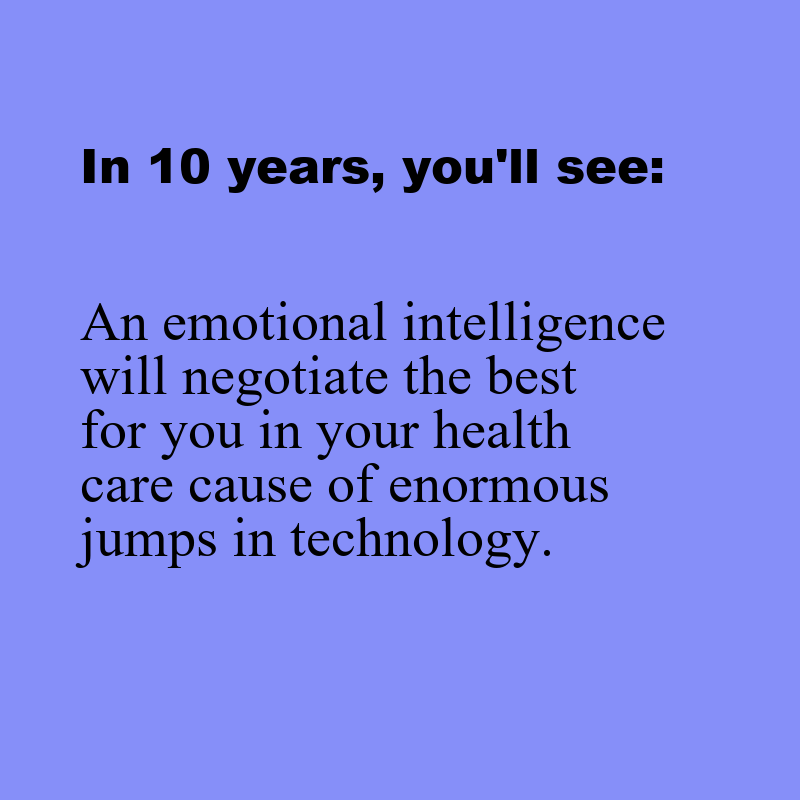 In 10 years, you'll see:
An emotional intelligence
will negotiate the best
for you in your health
care cause of enormous
jumps in technology.